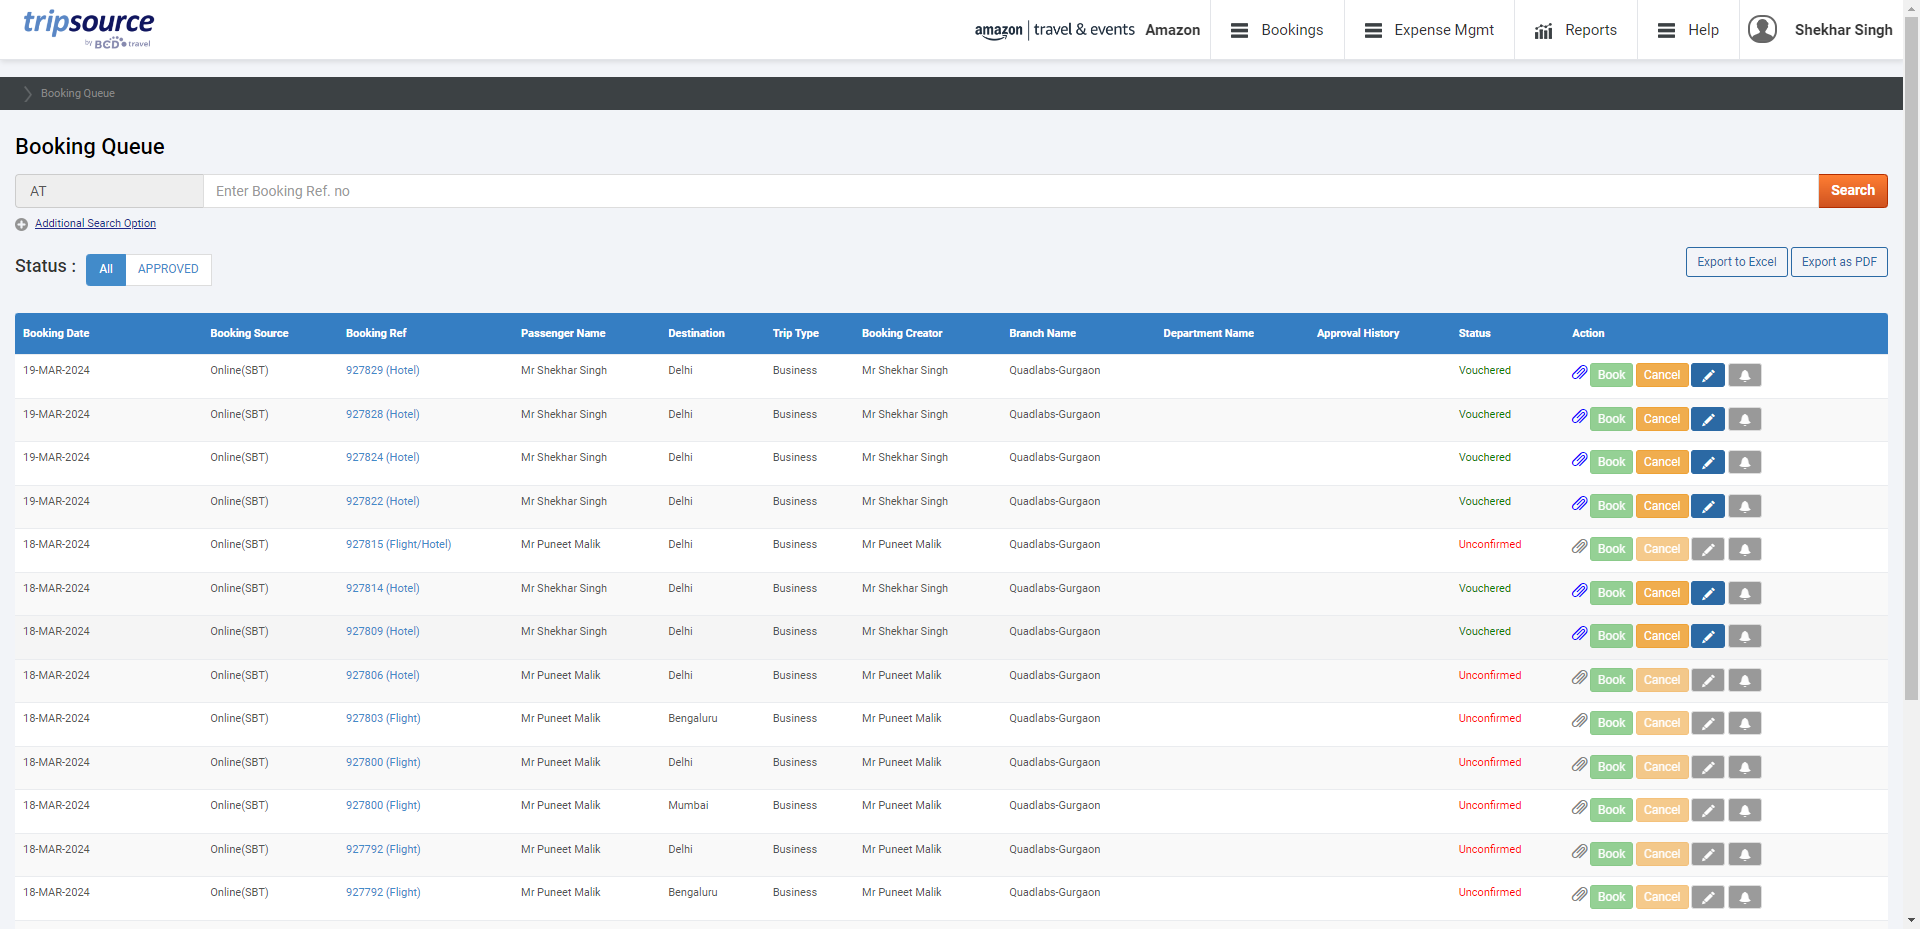 tripsource
by BCD travel
amazon | travel & events Amazon Bookings Expense Mgmt Reports Help Shekhar Singh
Booking Queue
Booking Queue
AT Enter Booking Ref. no Search
Additional Search Option
Status : All APPROVED Export to Excel Export as PDF
Booking Date Booking Source Booking Ref Passenger Name Destination Trip Type Booking Creator Branch Name Department Name Approval History Status Action
19-MAR-2024 Online(SBT) 927829 (Hotel) Mr Shekhar Singh Delhi Business Mr Shekhar Singh Quadlabs-Gurgaon Vouchered Book Cancel
19-MAR-2024 Online(SBT) 927828 (Hotel) Mr Shekhar Singh Delhi Business Mr Shekhar Singh Quadlabs-Gurgaon Vouchered Book Cancel
19-MAR-2024 Online(SBT) 927824 (Hotel) Mr Shekhar Singh Delhi Business Mr Shekhar Singh Quadlabs-Gurgaon Vouchered Book Cancel
19-MAR-2024 Online(SBT) 927822 (Hotel) Mr Shekhar Singh Delhi Business Mr Shekhar Singh Quadlabs-Gurgaon Vouchered Book Cancel
18-MAR-2024 Online(SBT) 927815 (Flight/Hotel) Mr Puneet Malik Delhi Business Mr Puneet Malik Quadlabs-Gurgaon Unconfirmed Book Cancel
18-MAR-2024 Online(SBT) 927814 (Hotel) Mr Shekhar Singh Delhi Business Mr Shekhar Singh Quadlabs-Gurgaon Vouchered Book Cancel
18-MAR-2024 Online(SBT) 927809 (Hotel) Mr Shekhar Singh Delhi Business Mr Shekhar Singh Quadlabs-Gurgaon Vouchered Book Cancel
18-MAR-2024 Online(SBT) 927806 (Hotel) Mr Puneet Malik Delhi Business Mr Puneet Malik Quadlabs-Gurgaon Unconfirmed Book Cancel
18-MAR-2024 Online(SBT) 927803 (Flight) Mr Puneet Malik Bengaluru Business Mr Puneet Malik Quadlabs-Gurgaon Unconfirmed Book Cancel
18-MAR-2024 Online(SBT) 927800 (Flight) Mr Puneet Malik Delhi Business Mr Puneet Malik Quadlabs-Gurgaon Unconfirmed Book Cancel
18-MAR-2024 Online(SBT) 927800 (Flight) Mr Puneet Malik Mumbai Business Mr Puneet Malik Quadlabs-Gurgaon Unconfirmed Book Cancel
18-MAR-2024 Online(SBT) 927792 (Flight) Mr Puneet Malik Delhi Business Mr Puneet Malik Quadlabs-Gurgaon Unconfirmed Book Cancel
18-MAR-2024 Online(SBT) 927792 (Flight) Mr Puneet Malik Bengaluru Business Mr Puneet Malik Quadlabs-Gurgaon Unconfirmed Book Cancel